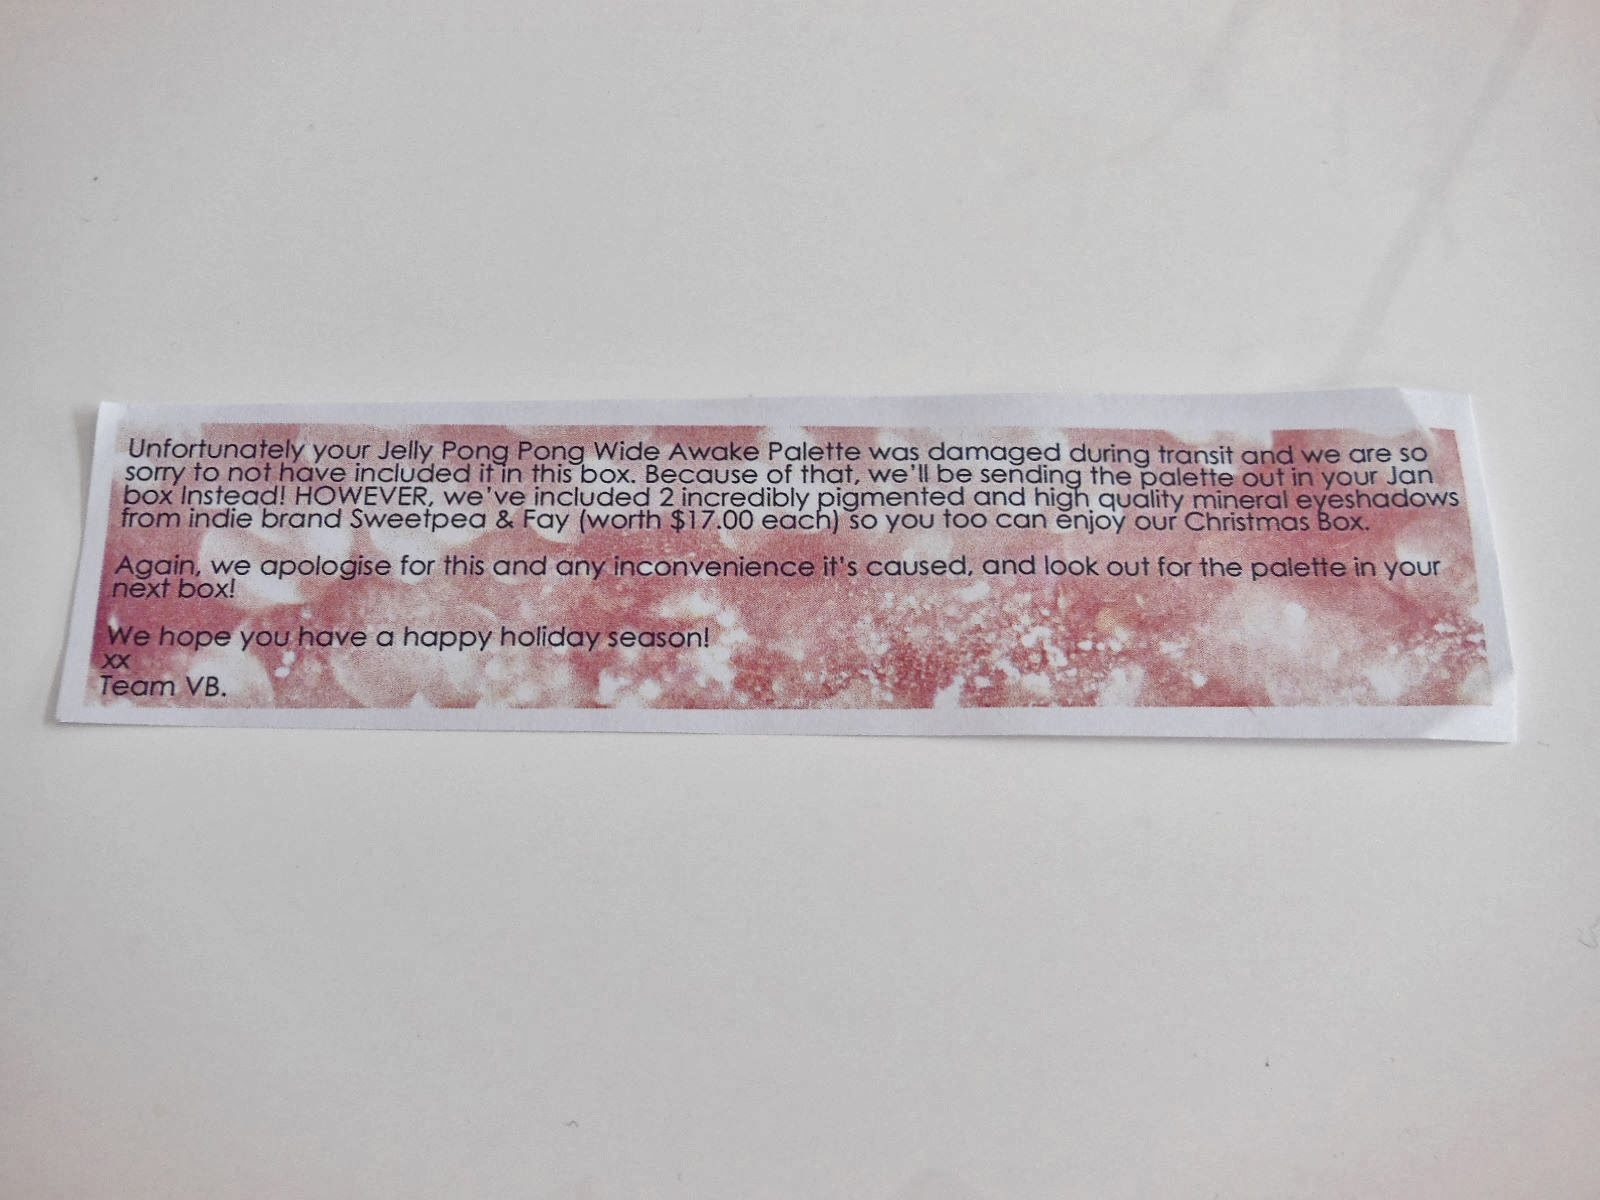 Unfortunately your Jelly Pong Pong Wide Awake Palette was damaged during transit and we are so
sorry to not have included it in this box. Because of that, we'll be sending the palette out in your Jan
box Instead! HOWEVER, we've included 2 incredibly pigmented and high quality mineral eyeshadows
from indie brand Sweetpea & Fay (worth $17.00 each) so you too can enjoy our Christmas Box.
Again, we apologise for this and any inconvenience it's caused, and look out for the palette in your
next box!
We hope you have a happy holiday season!
xx
Team VB.